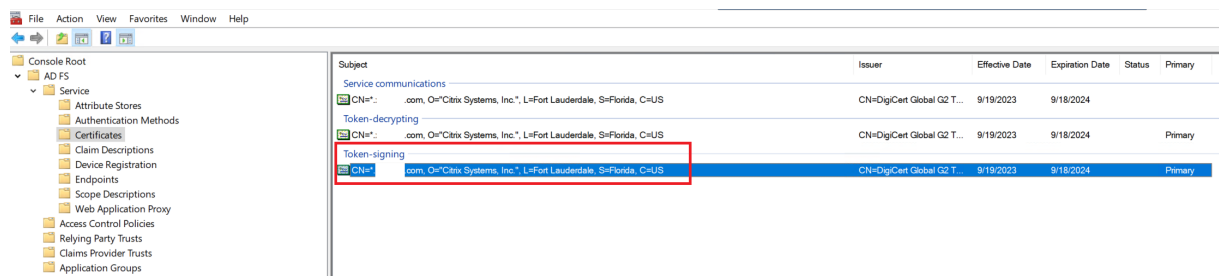 File Action View Favorites Window Help
Console Root
AD FS
Service
Attribute Stores
Authentication Methods
Certificates
Claim Descriptions
Device Registration
Endpoints
Scope Descriptions
Web Application Proxy
Access Control Policies
Relying Party Trusts
Claims Provider Trusts
Application Groups
Subject Issuer Effective Date Expiration Date Status Primary
Service communications
CN=*.: .com, O="Citrix Systems, Inc.", L=Fort Lauderdale, S=Florida, C=US CN=DigiCert Global G2 T... 9/19/2023 9/18/2024
Token-decrypting
CN=*.: .com, O="Citrix Systems, Inc.", L=Fort Lauderdale, S=Florida, C=US CN=DigiCert Global G2 T... 9/19/2023 9/18/2024 Primary
Token-signing
CN=*. .com, O="Citrix Systems, Inc.", L=Fort Lauderdale, S=Florida, C=US CN=DigiCert Global G2 T... 9/19/2023 9/18/2024 Primary